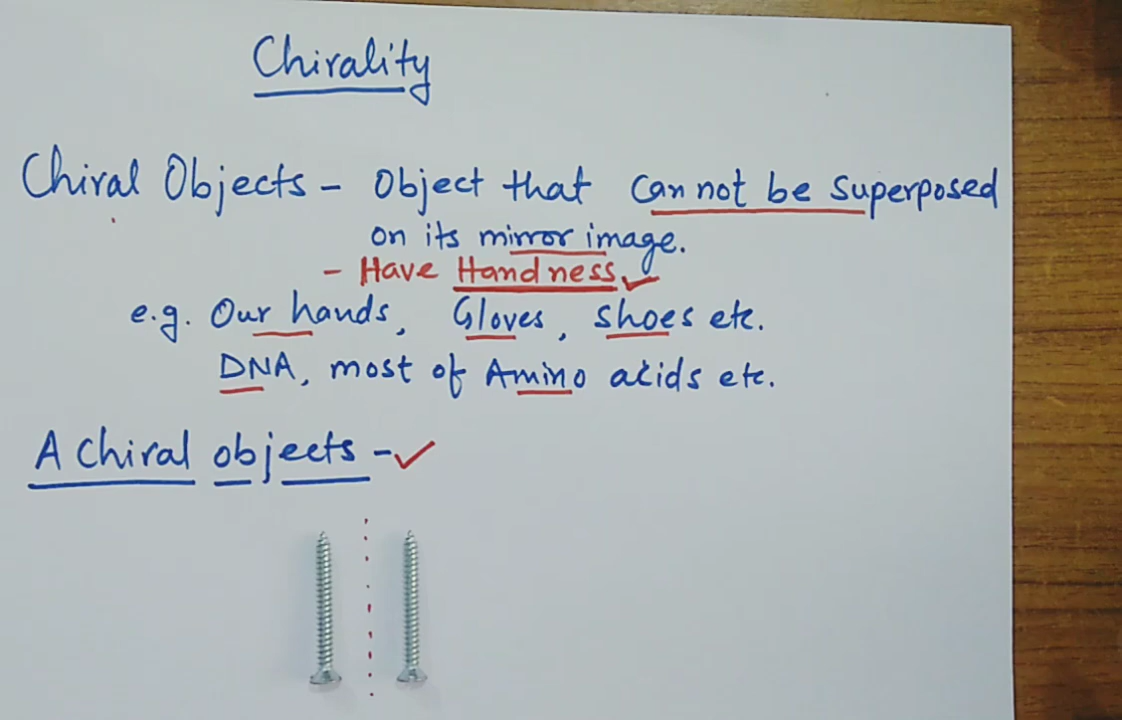 Chirality
Chiral Objects - Object that can not be superposed
on its mirror image.
- Have Handness ✓
e.g. Our hands, Gloves, shoes etc.
DNA, most of Amino acids etc.
A chiral objects - ✓